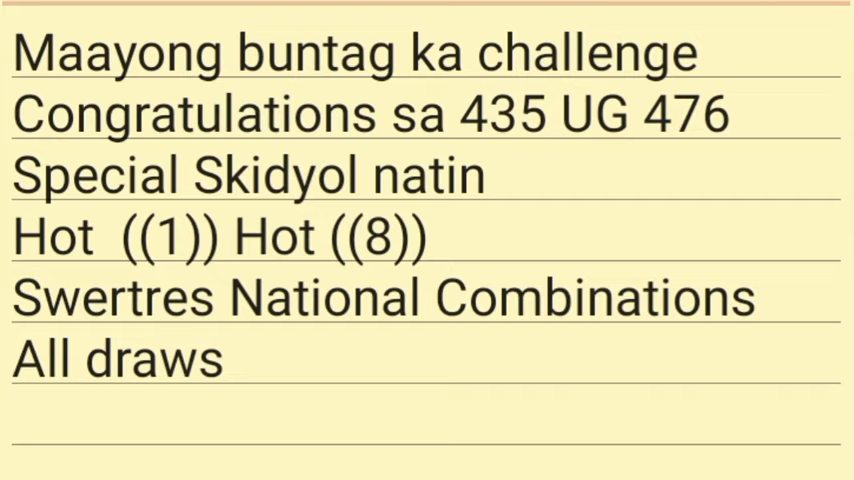 Maayong buntag ka challenge
Congratulations sa 435 UG 476
Special Skidyol natin
Hot  ((1)) Hot ((8))
Swertres National Combinations
All draws